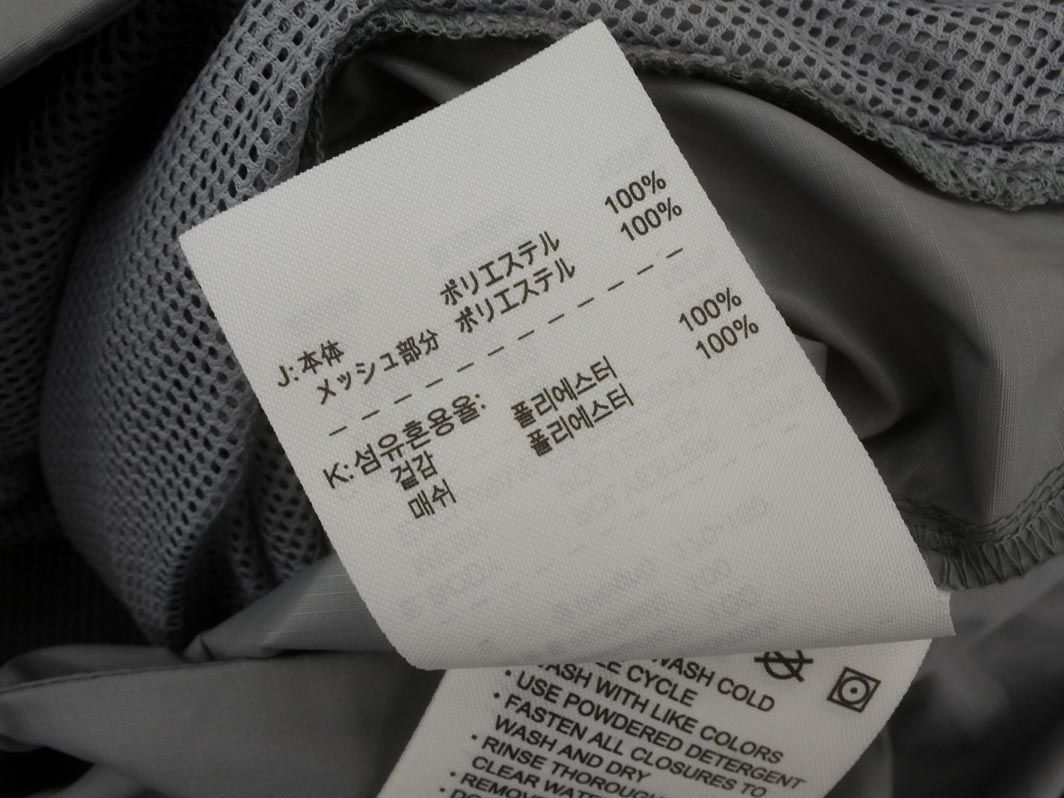 J: 本体 ポリエステル 100%
メッシュ部分 ポリエステル 100%
K: 섬유혼용율:
겉감 폴리에스터 100%
매쉬 폴리에스터 100%
WASH COLD
CYCLE
WASH WITH LIKE COLORS
• USE POWDERED DETERGENT
• FASTEN ALL CLOSURES TO
WASH AND DRY
• RINSE
CLEAR